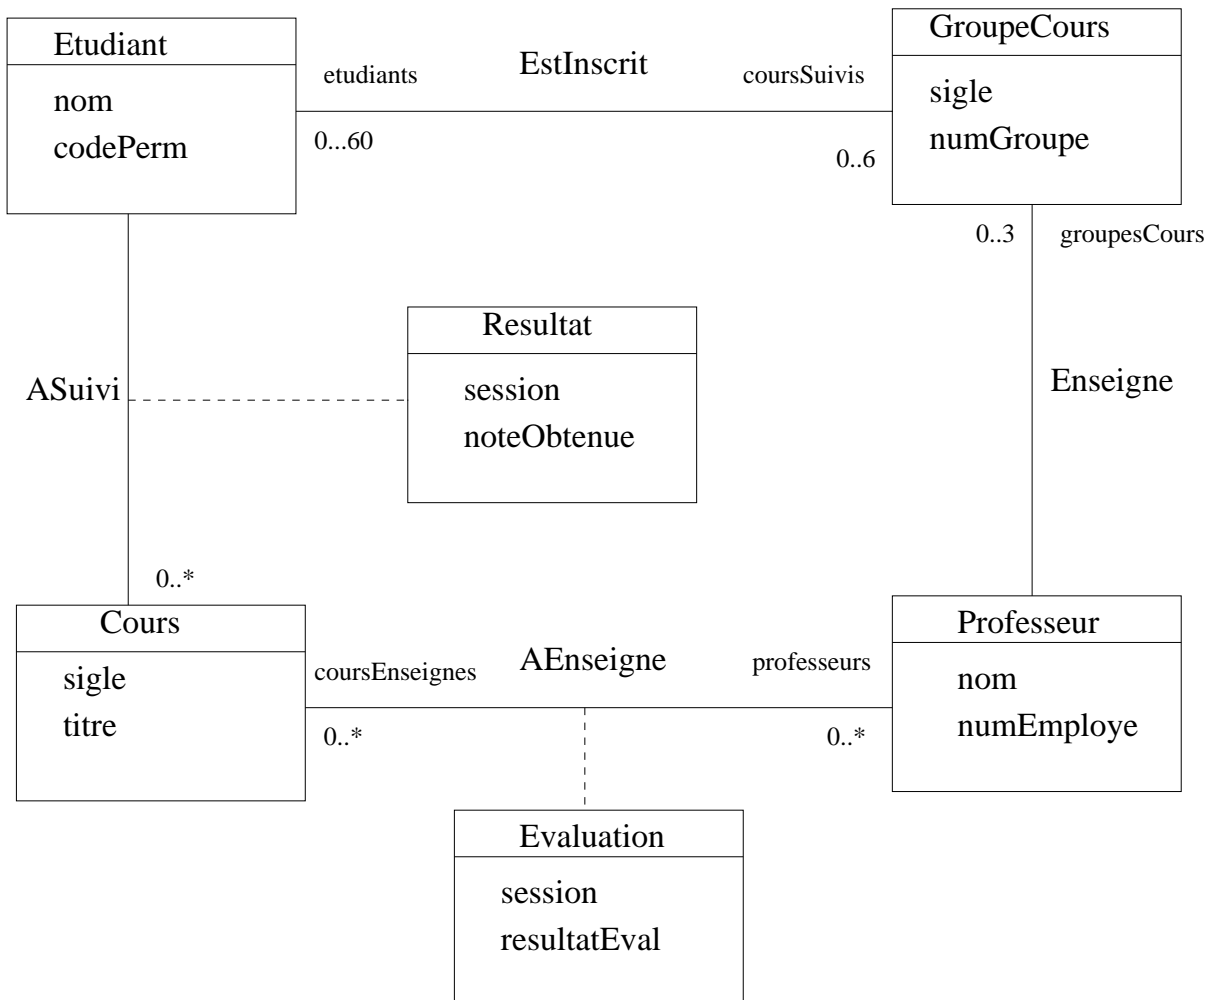 Etudiant
nom
codePerm
etudiants
0...60
EstInscrit
coursSuivis
0..6
GroupeCours
sigle
numGroupe
0..3
groupesCours
Resultat
session
noteObtenue
ASuivi
Enseigne
0..*
Cours
sigle
titre
coursEnseignes
0..*
AEnseigne
professeurs
0..*
Professeur
nom
numEmploye
Evaluation
session
resultatEval